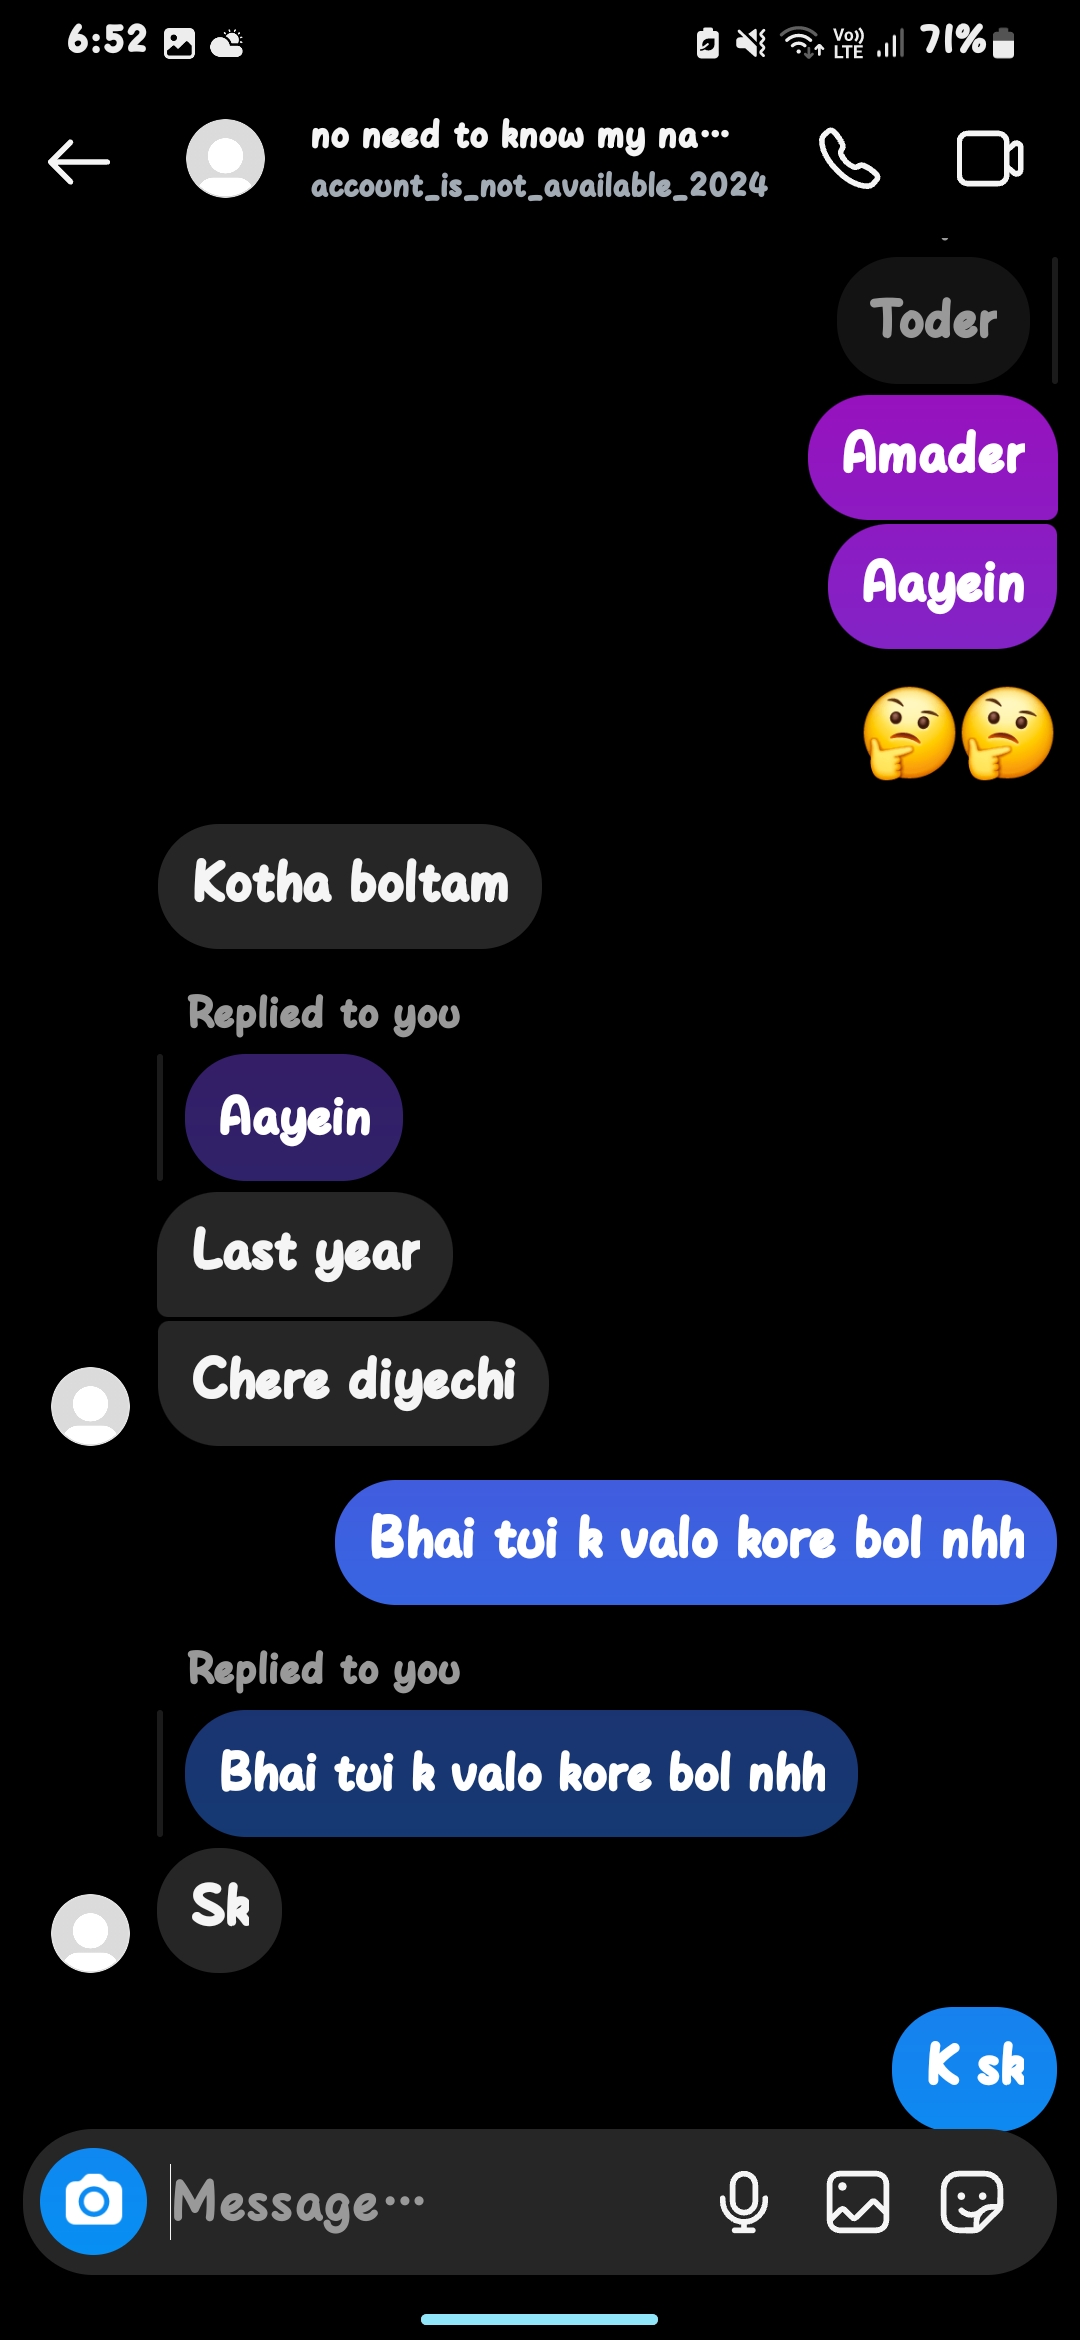 6:52
Vo)) LTE
71%
no need to know my na...
account_is_not_available_2024
Toder
Amader
Aayein
🤔🤔
Kotha boltam
Replied to you
Aayein
Last year
Chere diyechi
Bhai tui k valo kore bol nhh
Replied to you
Bhai tui k valo kore bol nhh
Sk
K sk
Message...